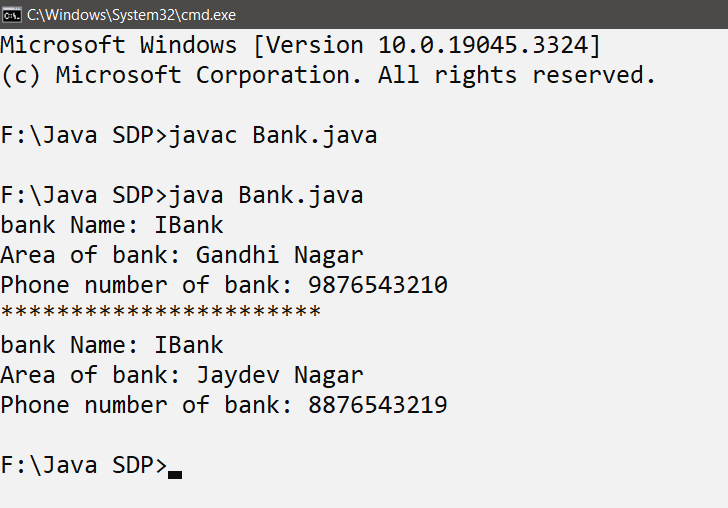 C:\Windows\System32\cmd.exe
Microsoft Windows [Version 10.0.19045.3324]
(c) Microsoft Corporation. All rights reserved.
F:\Java SDP>javac Bank.java
F:\Java SDP>java Bank.java
bank Name: IBank
Area of bank: Gandhi Nagar
Phone number of bank: 9876543210
***********************
bank Name: IBank
Area of bank: Jaydev Nagar
Phone number of bank: 8876543219
F:\Java SDP>